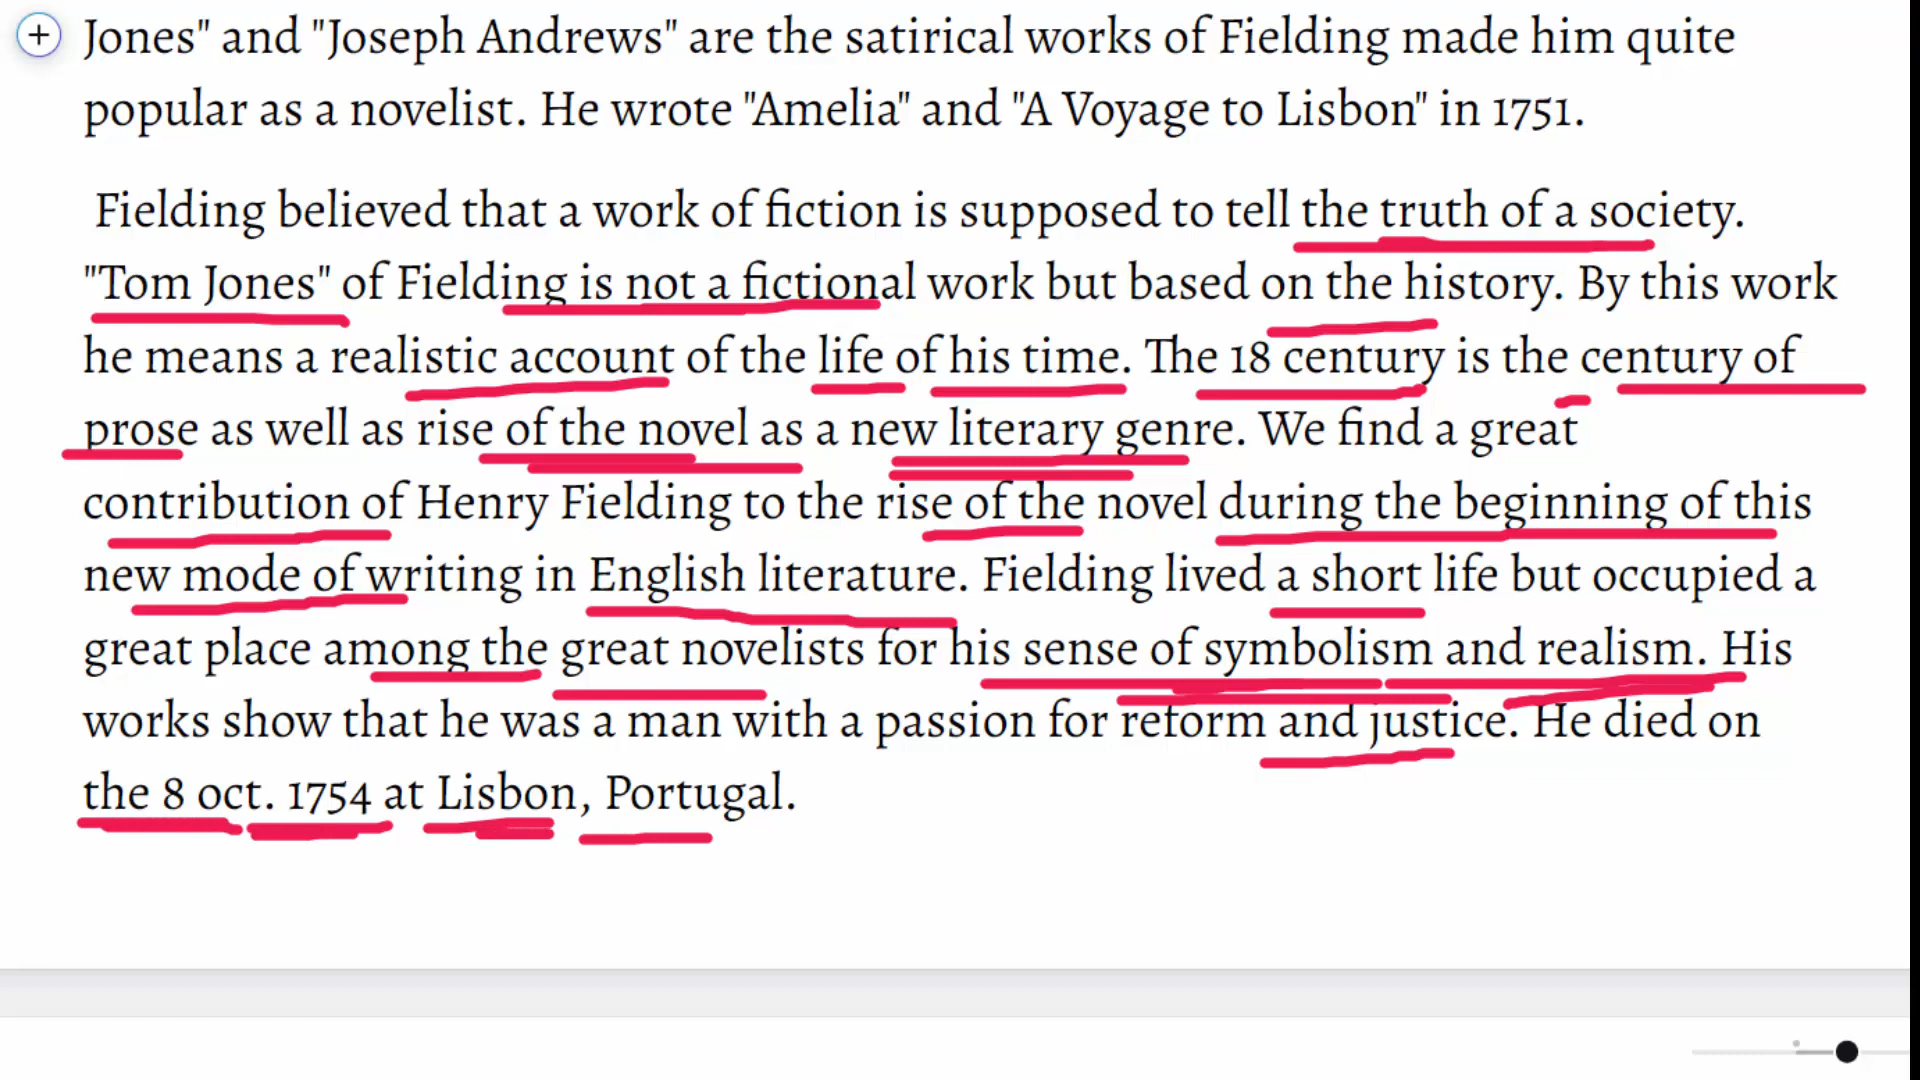 Jones" and "Joseph Andrews" are the satirical works of Fielding made him quite
popular as a novelist. He wrote "Amelia" and "A Voyage to Lisbon" in 1751.
Fielding believed that a work of fiction is supposed to tell the truth of a society.
"Tom Jones" of Fielding is not a fictional work but based on the history. By this work
he means a realistic account of the life of his time. The 18 century is the century of
prose as well as rise of the novel as a new literary genre. We find a great
contribution of Henry Fielding to the rise of the novel during the beginning of this
new mode of writing in English literature. Fielding lived a short life but occupied a
great place among the great novelists for his sense of symbolism and realism. His
works show that he was a man with a passion for reform and justice. He died on
the 8 oct. 1754 at Lisbon, Portugal.